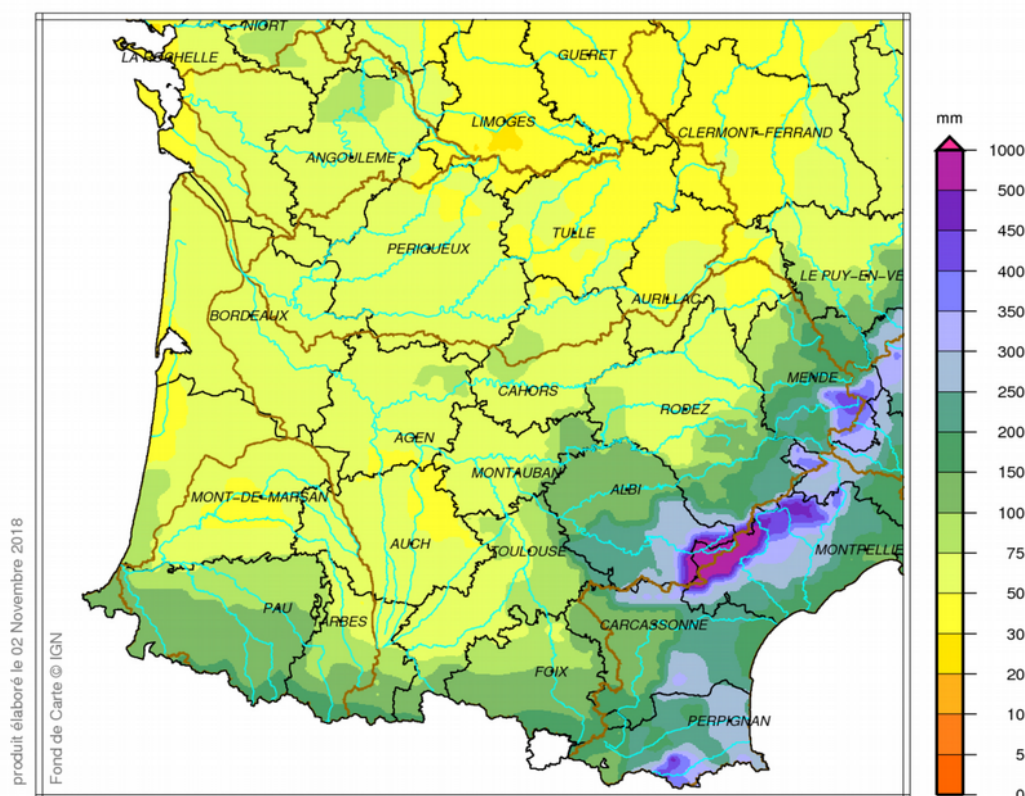 NIORT
LA ROCHELLE
GUERET
LIMOGES
CLERMONT-FERRAND
ANGOULEME
TULLE
PERIGUEUX
LE PUY-EN-VE
AURILLAC
BORDEAUX
MENDE
CAHORS
RODEZ
AGEN
MONTAUBAN
ALBI
MONT-DE-MARSAN
AUCH
TOULOUSE
MONTPELLIE
PAU
ARBES
CARCASSONNE
FOIX
PERPIGNAN
mm
1000
500
400
350
300
250
200
150
100
75
50
30
20
10
5
0
produit élaboré le 02 Novembre 2018
Fond de Carte © IGN